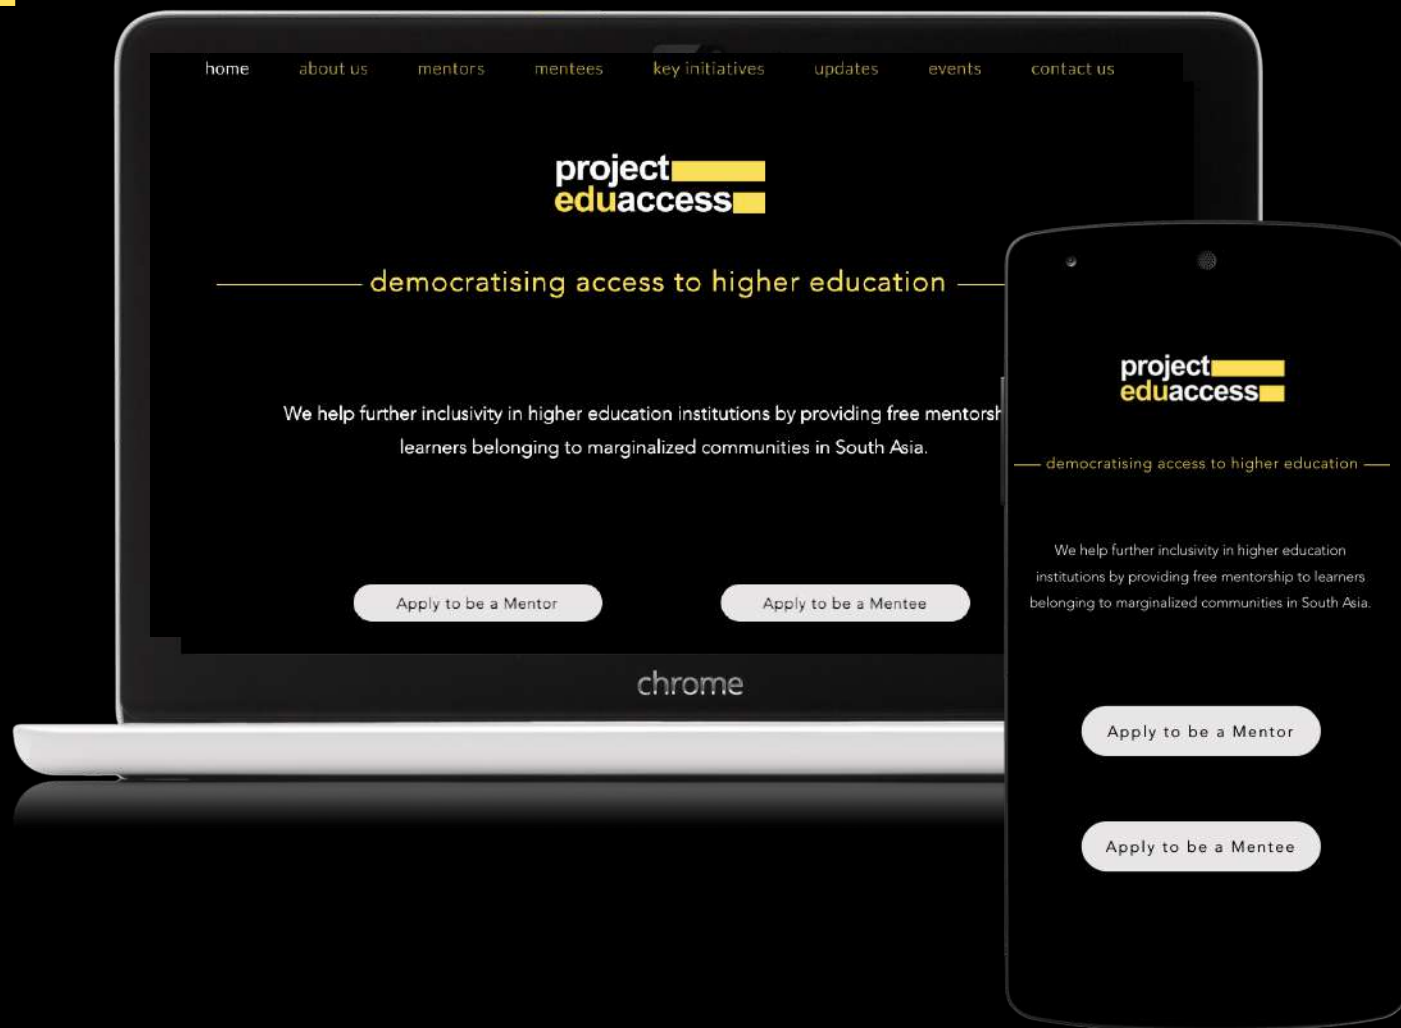 home about us mentors mentees key initiatives updates events contact us
project
eduaccess
democratising access to higher education
We help further inclusivity in higher education institutions by providing free
learners belonging to marginalized communities in South Asia.
Apply to be a Mentor Apply to be a Mentee
chrome
project
eduaccess
democratising access to higher education
We help further inclusivity in higher education
institutions by providing free mentorship to learners
belonging to marginalized communities in South Asia.
Apply to be a Mentor
Apply to be a Mentee